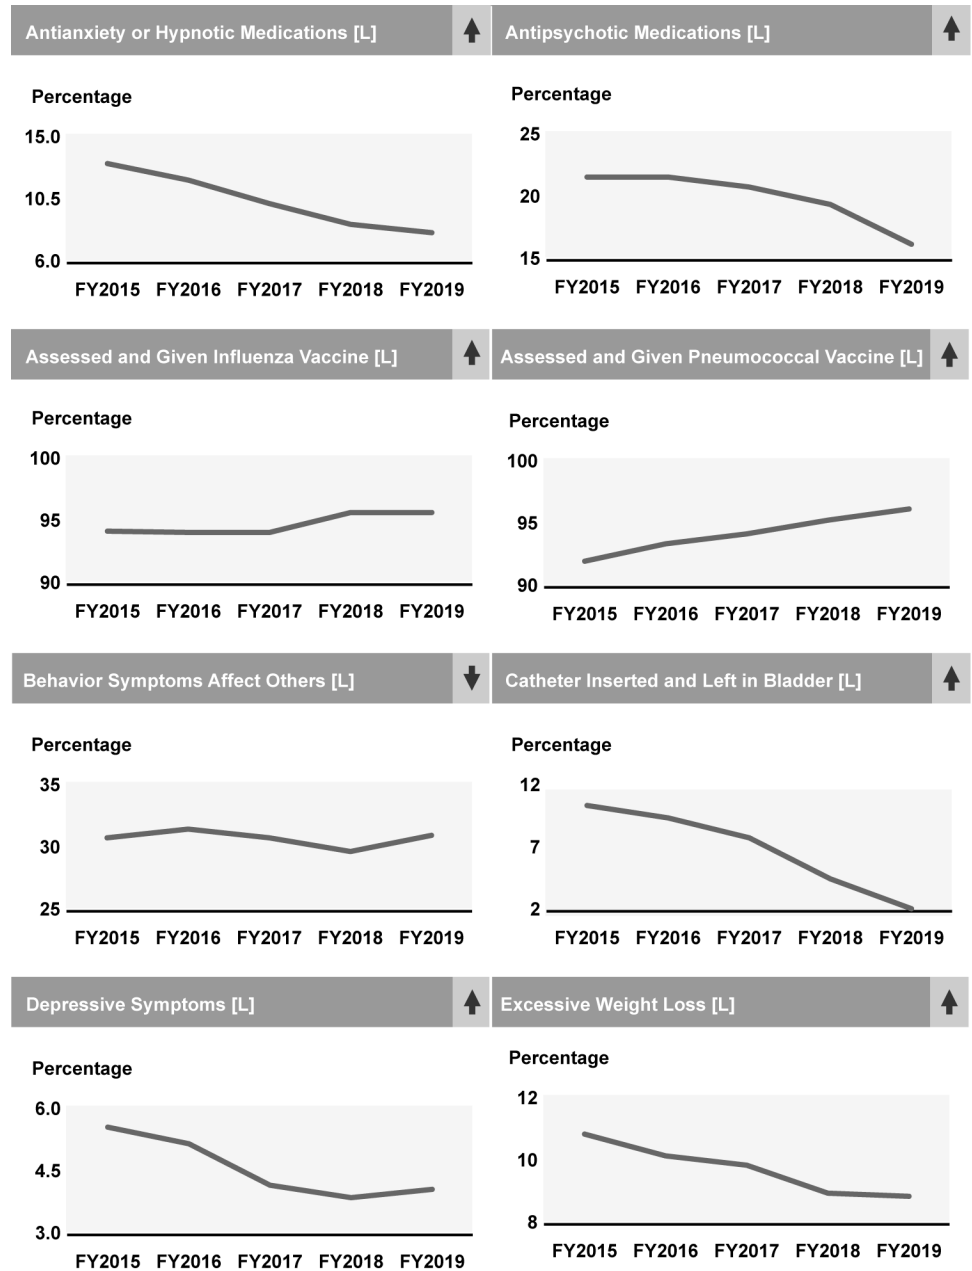 Antianxiety or Hypnotic Medications [L]
Percentage
15.0
10.5
6.0
FY2015 FY2016 FY2017 FY2018 FY2019
Antipsychotic Medications [L]
Percentage
25
20
15
FY2015 FY2016 FY2017 FY2018 FY2019
Assessed and Given Influenza Vaccine [L]
Percentage
100
95
90
FY2015 FY2016 FY2017 FY2018 FY2019
Assessed and Given Pneumococcal Vaccine [L]
Percentage
100
95
90
FY2015 FY2016 FY2017 FY2018 FY2019
Behavior Symptoms Affect Others [L]
Percentage
35
30
25
FY2015 FY2016 FY2017 FY2018 FY2019
Catheter Inserted and Left in Bladder [L]
Percentage
12
7
2
FY2015 FY2016 FY2017 FY2018 FY2019
Depressive Symptoms [L]
Percentage
6.0
4.5
3.0
FY2015 FY2016 FY2017 FY2018 FY2019
Excessive Weight Loss [L]
Percentage
12
10
8
FY2015 FY2016 FY2017 FY2018 FY2019